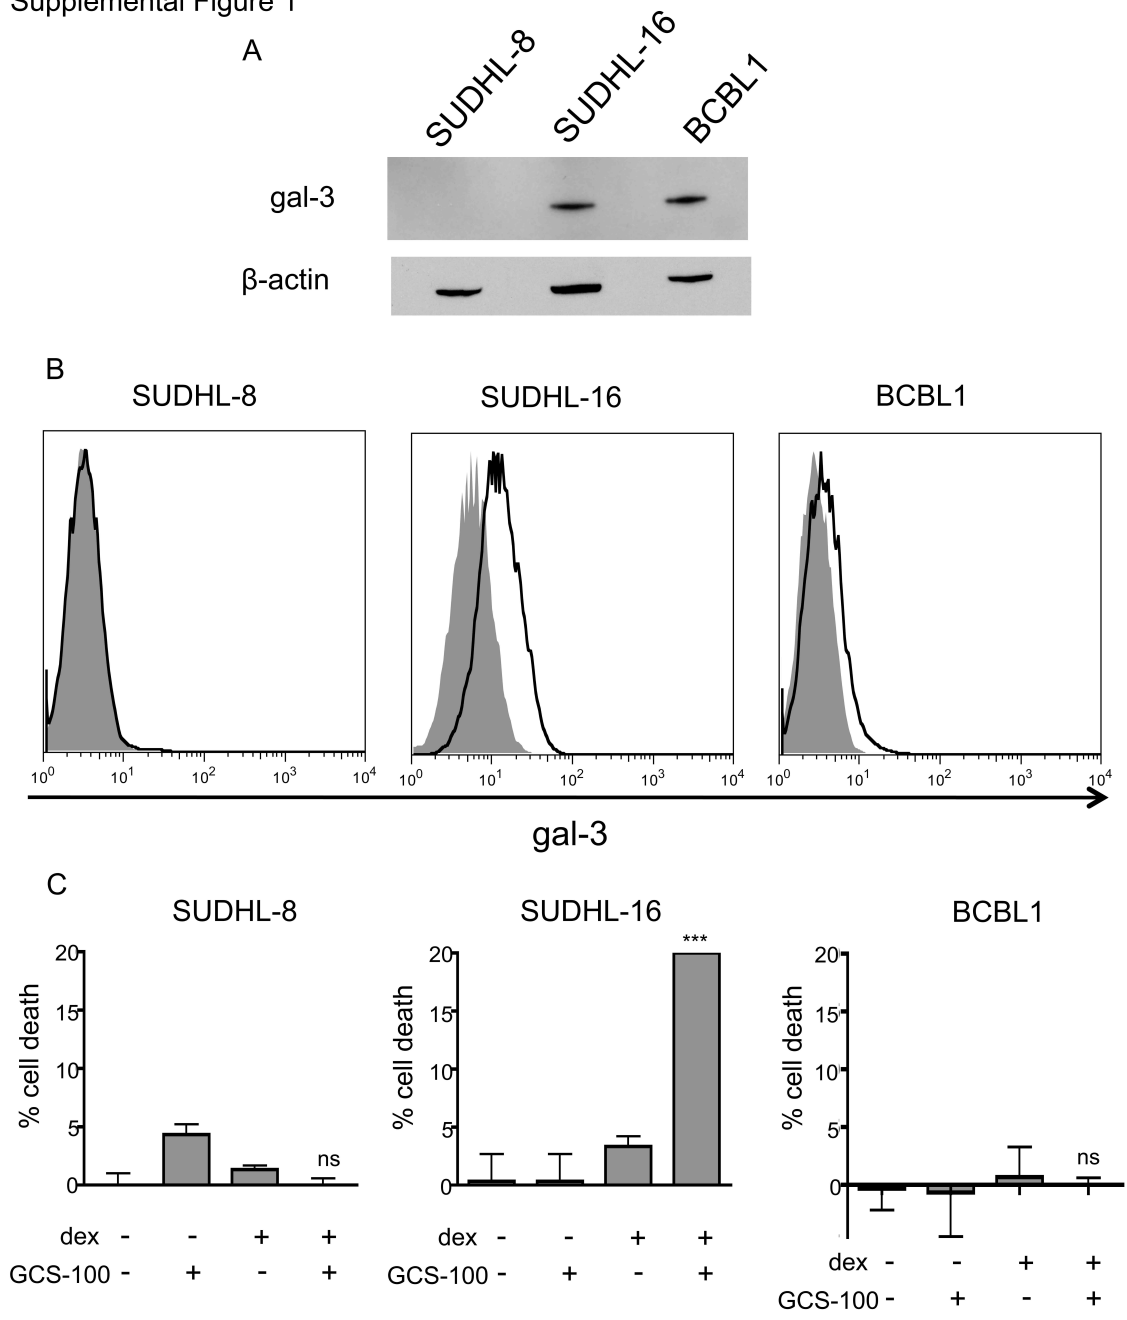 Supplemental Figure 1
A
SUDHL-8 SUDHL-16 BCBL1
gal-3
β-actin
B
SUDHL-8 SUDHL-16 BCBL1
10⁰ 10¹ 10² 10³ 10⁴ 10⁰ 10¹ 10² 10³ 10⁴ 10⁰ 10¹ 10² 10³ 10⁴
gal-3
C
SUDHL-8 SUDHL-16 BCBL1
% cell death
20
15
10
5
0
ns
dex - - + +
GCS-100 - + - +
% cell death
20
15
10
5
0
***
dex - - + +
GCS-100 - + - +
% cell death
20
15
10
5
0
ns
dex - - + +
GCS-100 - + - +